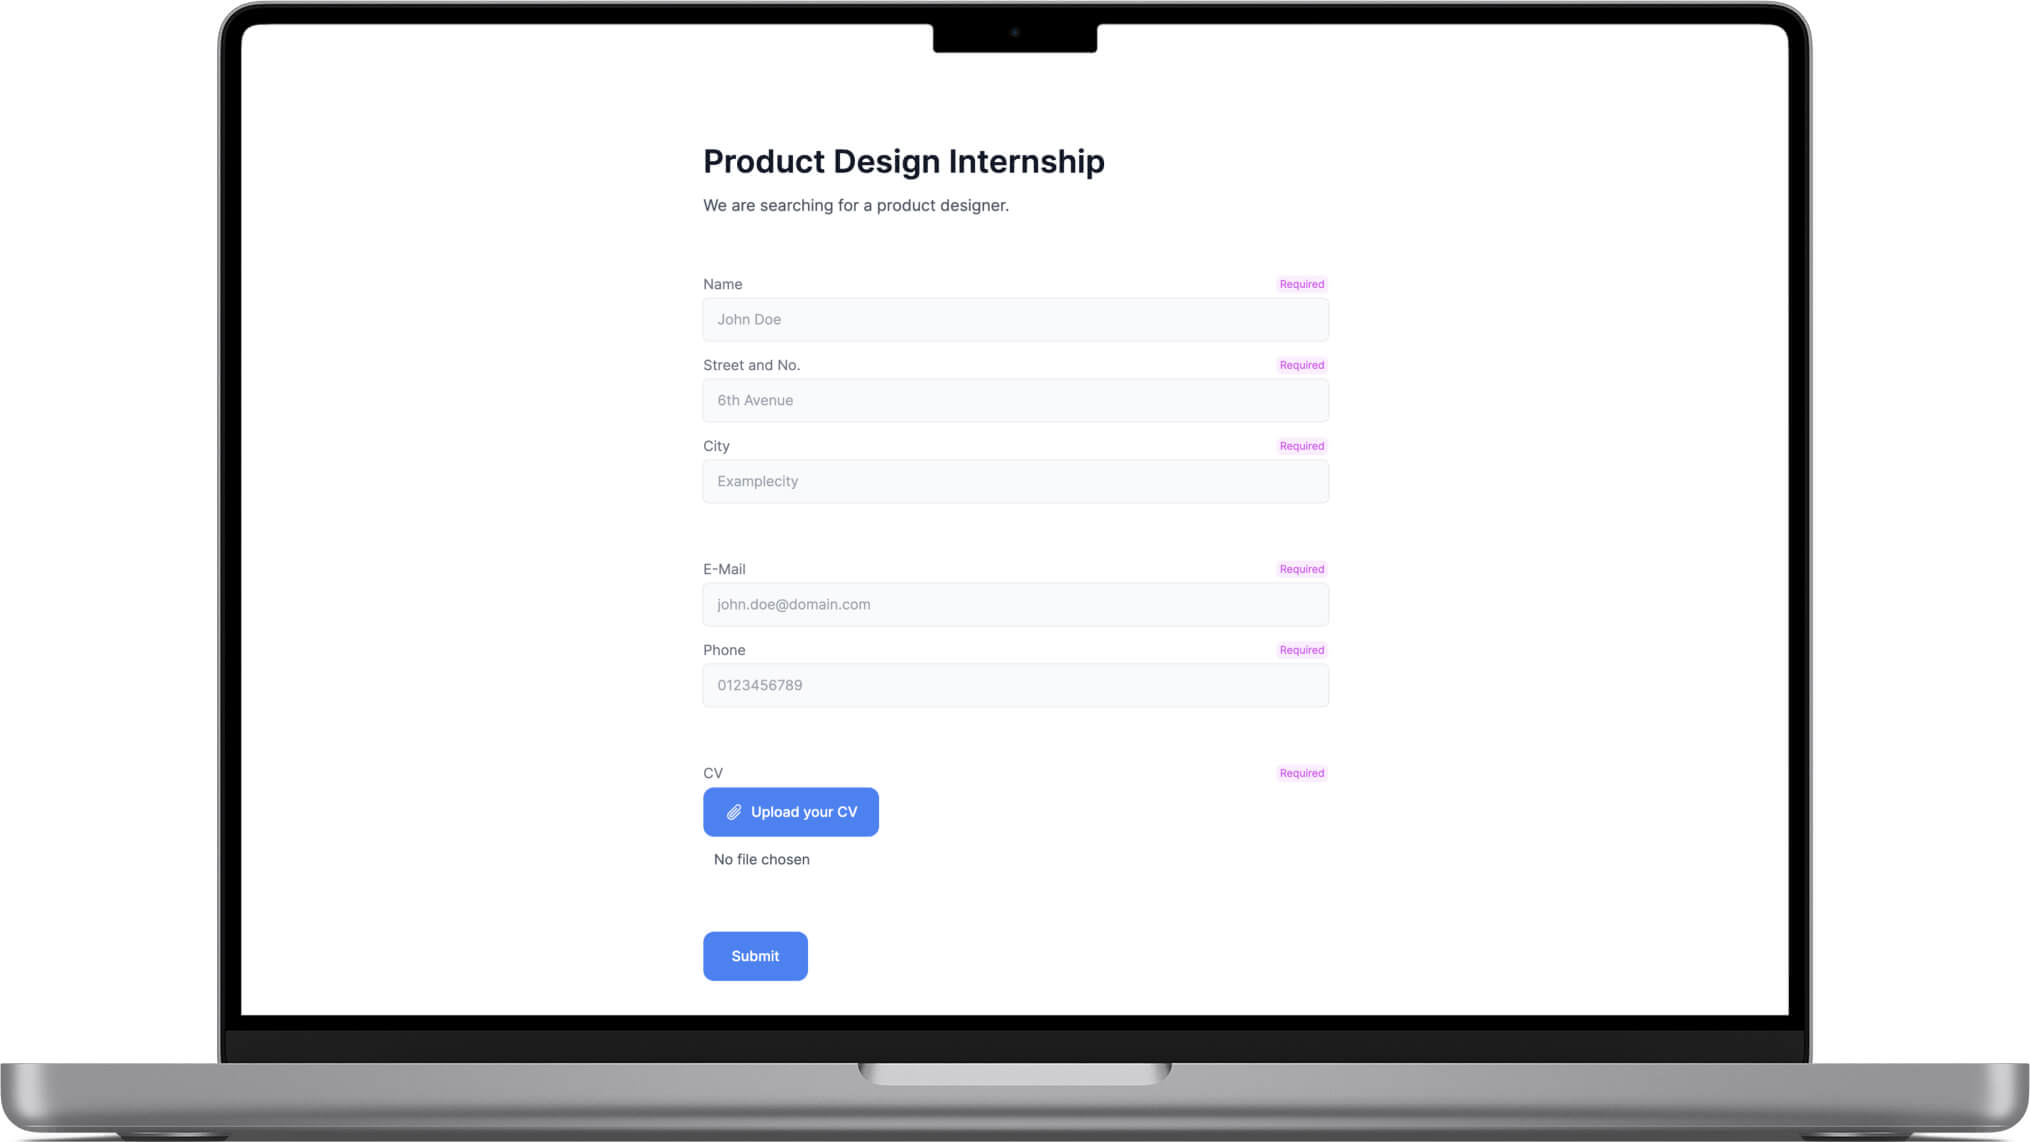 Product Design Internship
We are searching for a product designer.
Name Required
John Doe
Street and No. Required
6th Avenue
City Required
Examplecity
E-Mail Required
john.doe@domain.com
Phone Required
0123456789
CV Required
Upload your CV
No file chosen
Submit